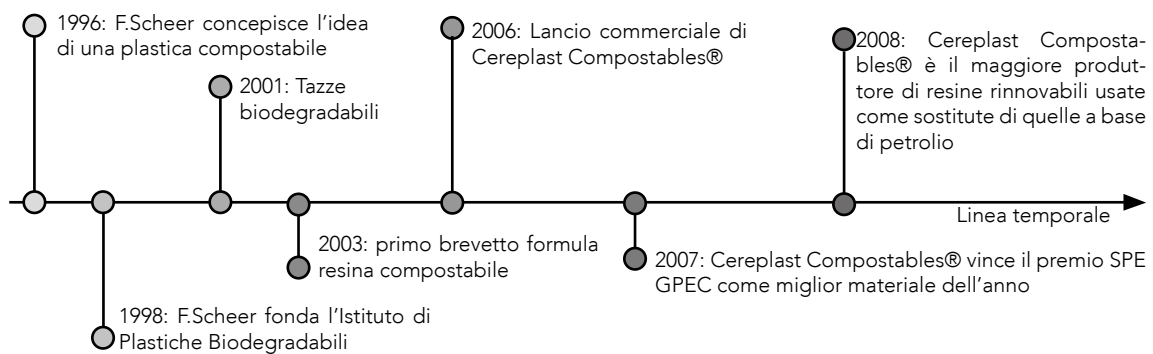 1996: F.Scheer concepisce l'idea
di una plastica compostabile
2001: Tazze
biodegradabili
2006: Lancio commerciale di
Cereplast Compostables®
2008: Cereplast Composta-
bles® è il maggiore produt-
tore di resine rinnovabili usate
come sostitute di quelle a base
di petrolio
Linea temporale
2003: primo brevetto formula
resina compostabile
2007: Cereplast Compostables® vince il premio SPE
GPEC come miglior materiale dell'anno
1998: F.Scheer fonda l'Istituto di
Plastiche Biodegradabili